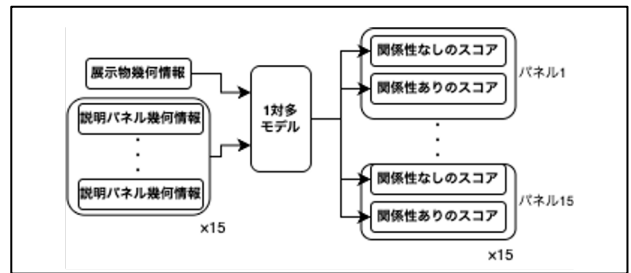 展示物幾何情報
説明パネル幾何情報
説明パネル幾何情報
×15
1対多
モデル
関係性なしのスコア
関係性ありのスコア
パネル1
関係性なしのスコア
関係性ありのスコア
パネル15
×15